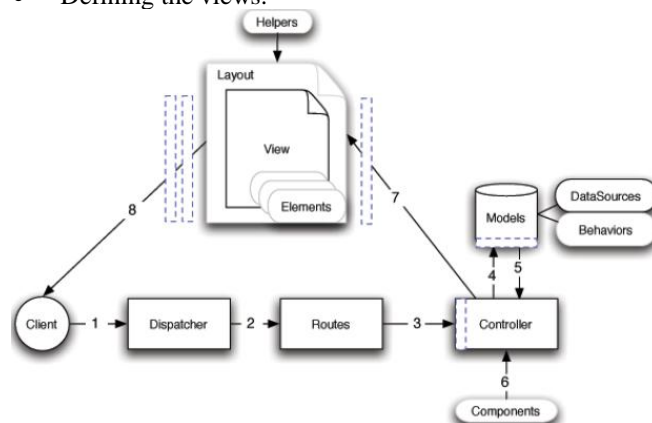 • Defining the views.
Helpers
Layout
View
Elements
8
7
Models
DataSources
Behaviors
4
5
Client
1
Dispatcher
2
Routes
3
Controller
6
Components